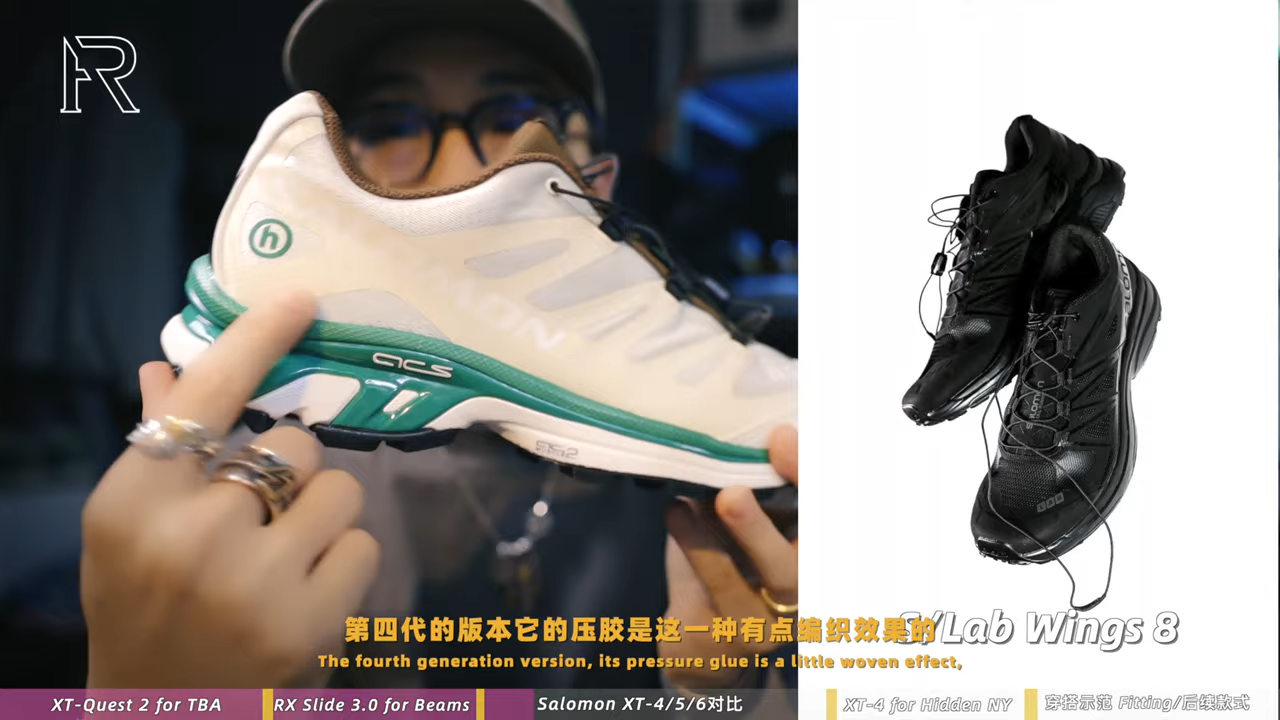 R
h
acs
第四代的版本它的压胶是这一种有点编织效果的
S/Lab Wings 8
The fourth generation version, its pressure glue is a little woven effect,
XT-Quest 2 for TBA
RX Slide 3.0 for Beams
Salomon XT-4/5/6对比
XT-4 for Hidden NY
穿搭示范 Fitting/后续款式